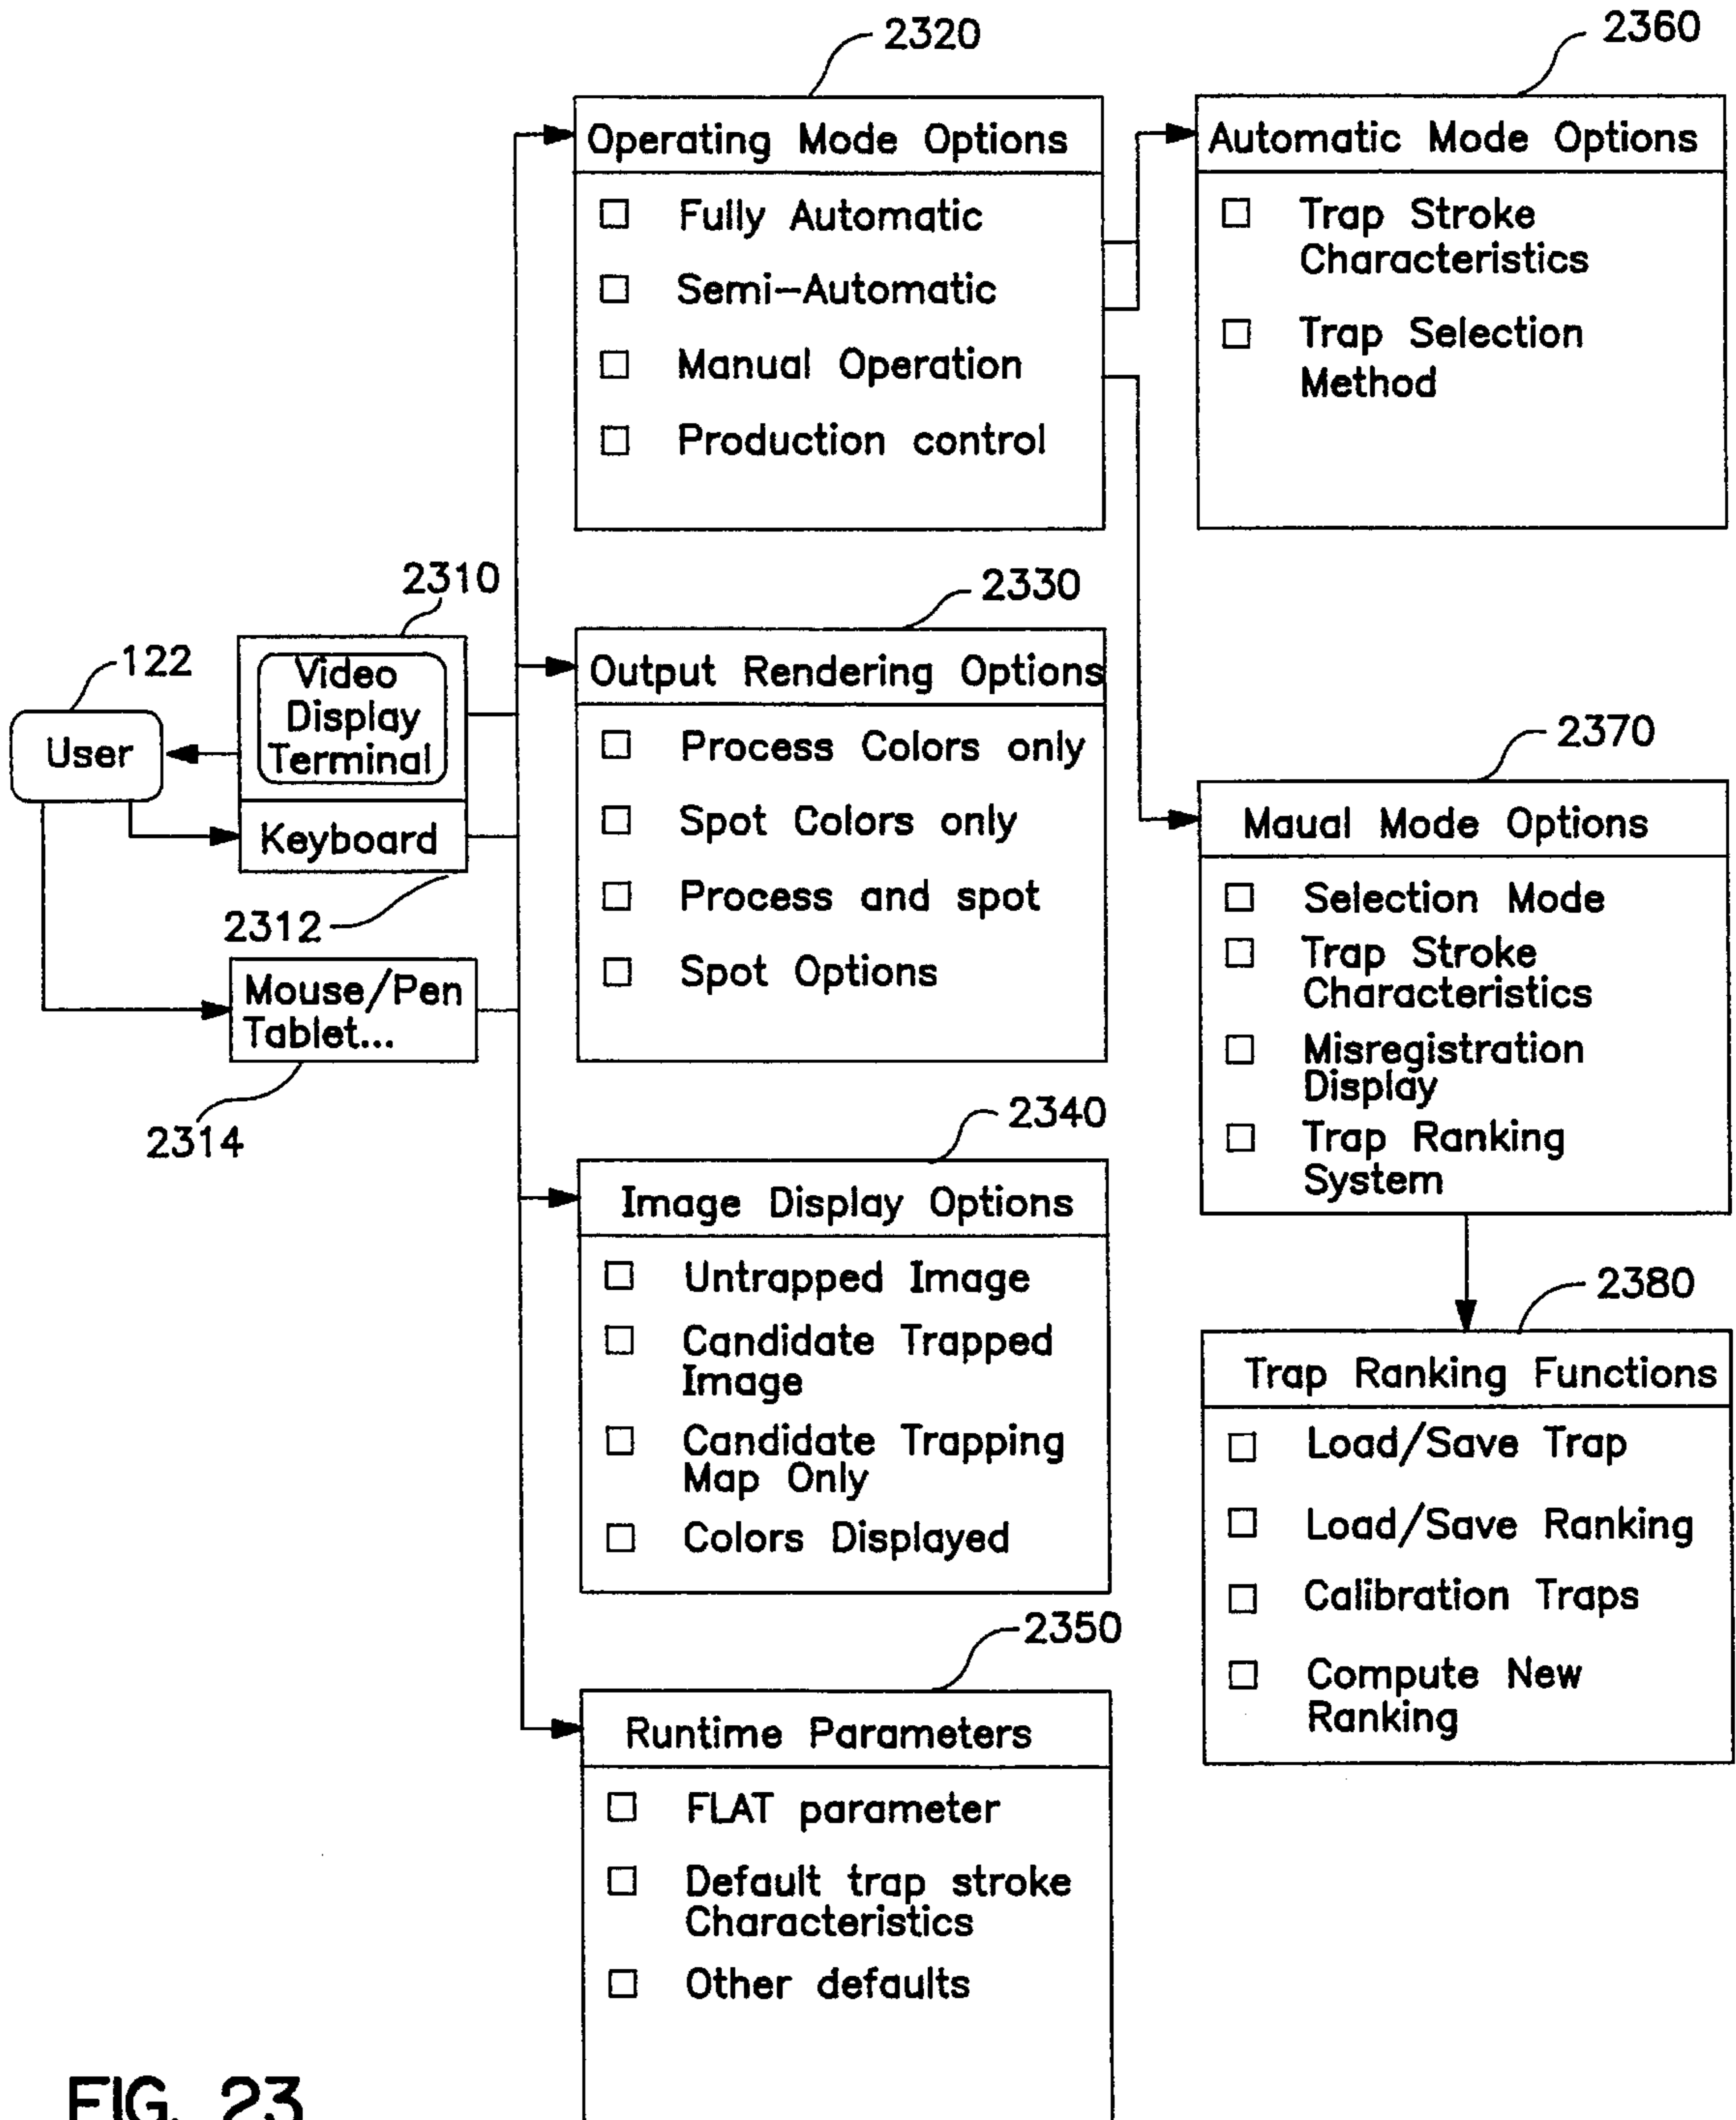 2320
Operating Mode Options
Fully Automatic
Semi-Automatic
Manual Operation
Production control
2360
Automatic Mode Options
Trap Stroke
Characteristics
Trap Selection
Method
122
User
2310
Video
Display
Terminal
Keyboard
2312
Mouse/Pen
Tablet...
2314
2330
Output Rendering Options
Process Colors only
Spot Colors only
Process and spot
Spot Options
2370
Maual Mode Options
Selection Mode
Trap Stroke
Characteristics
Misregistration
Display
Trap Ranking
System
2340
Image Display Options
Untrapped Image
Candidate Trapped
Image
Candidate Trapping
Map Only
Colors Displayed
2380
Trap Ranking Functions
Load/Save Trap
Load/Save Ranking
Calibration Traps
Compute New
Ranking
2350
Runtime Parameters
FLAT parameter
Default trap stroke
Characteristics
Other defaults
FIG. 23